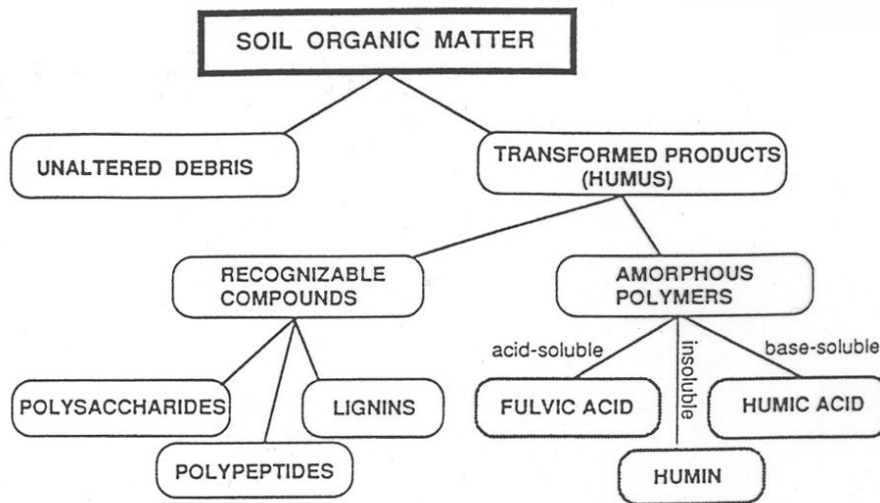 SOIL ORGANIC MATTER
UNALTERED DEBRIS
TRANSFORMED PRODUCTS
(HUMUS)
RECOGNIZABLE
COMPOUNDS
AMORPHOUS
POLYMERS
acid-soluble
insoluble
base-soluble
POLYSACCHARIDES
LIGNINS
POLYPEPTIDES
FULVIC ACID
HUMIC ACID
HUMIN